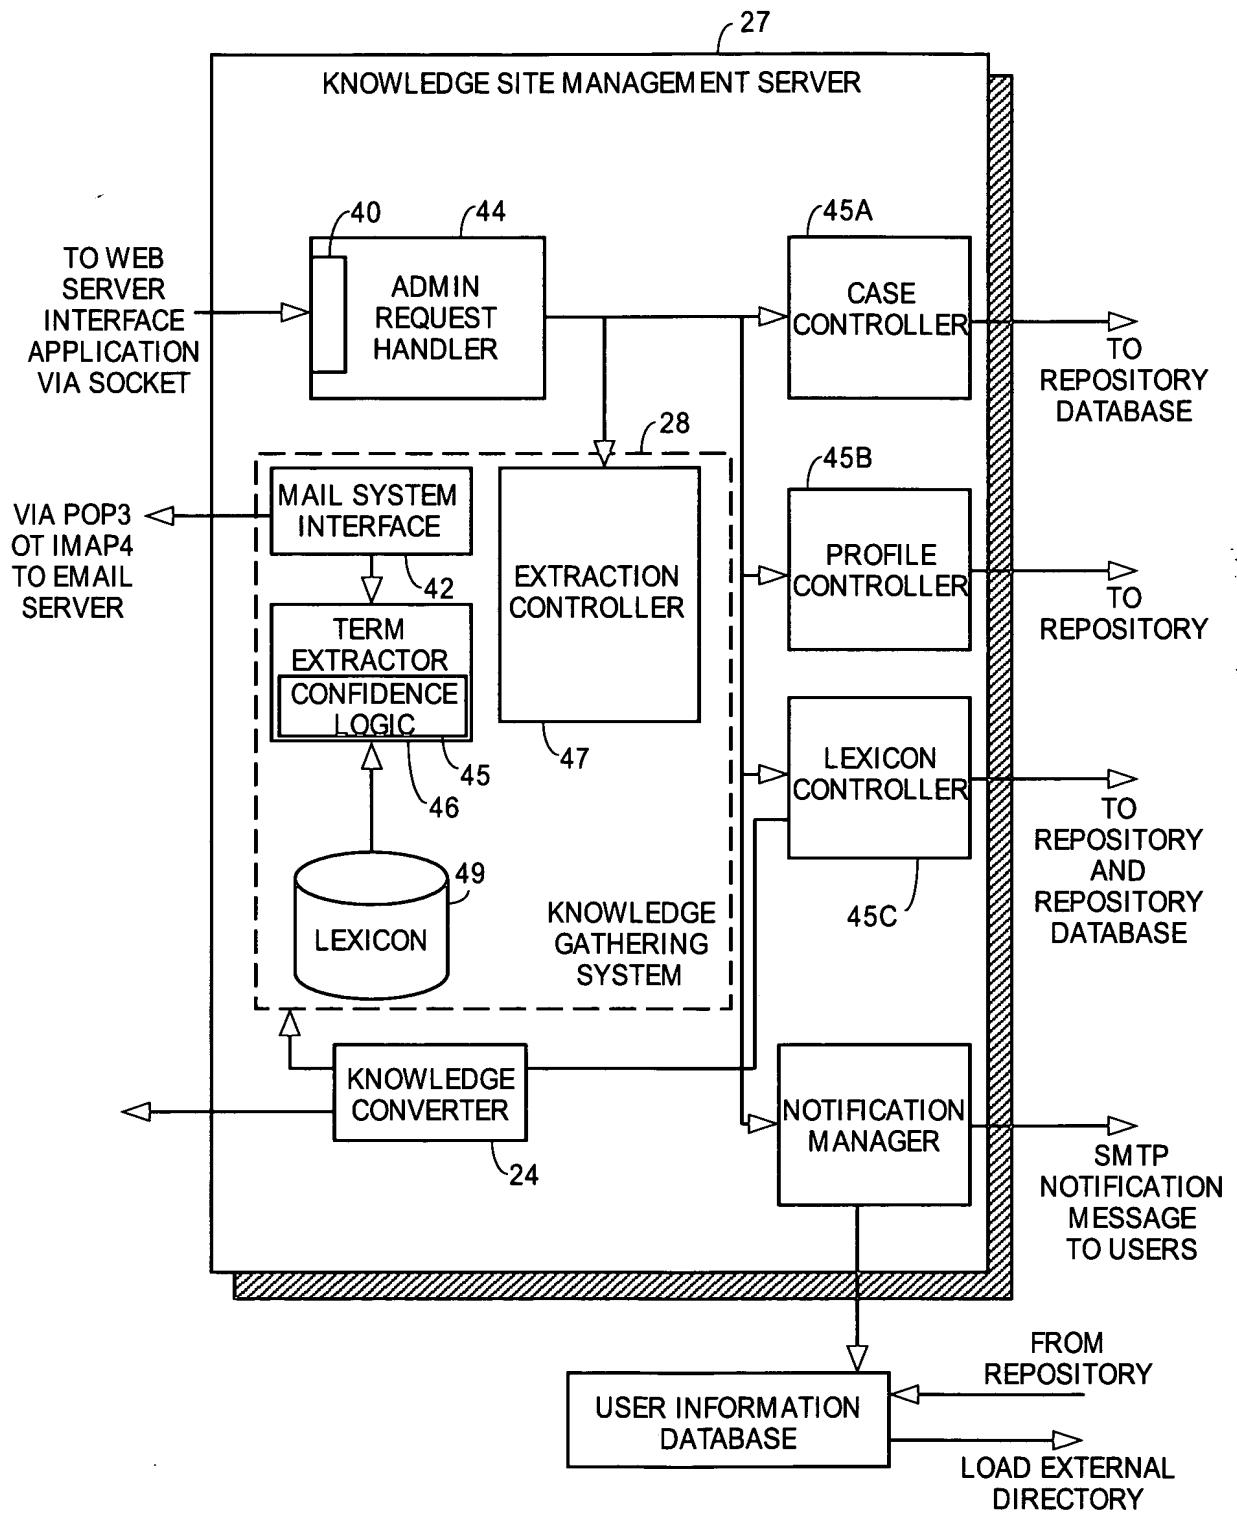 27
KNOWLEDGE SITE MANAGEMENT SERVER
40
44
45A
TO WEB
SERVER
INTERFACE
APPLICATION
VIA SOCKET
ADMIN
REQUEST
HANDLER
CASE
CONTROLLER
TO
REPOSITORY
DATABASE
28
45B
VIA POP3
OT IMAP4
TO EMAIL
SERVER
MAIL SYSTEM
INTERFACE
42
TERM
EXTRACTOR
CONFIDENCE
LOGIC
45
46
EXTRACTION
CONTROLLER
47
PROFILE
CONTROLLER
TO
REPOSITORY
LEXICON
CONTROLLER
45C
TO
REPOSITORY
AND
REPOSITORY
DATABASE
49
LEXICON
KNOWLEDGE
GATHERING
SYSTEM
KNOWLEDGE
CONVERTER
24
NOTIFICATION
MANAGER
SMTP
NOTIFICATION
MESSAGE
TO USERS
FROM
REPOSITORY
USER INFORMATION
DATABASE
LOAD EXTERNAL
DIRECTORY